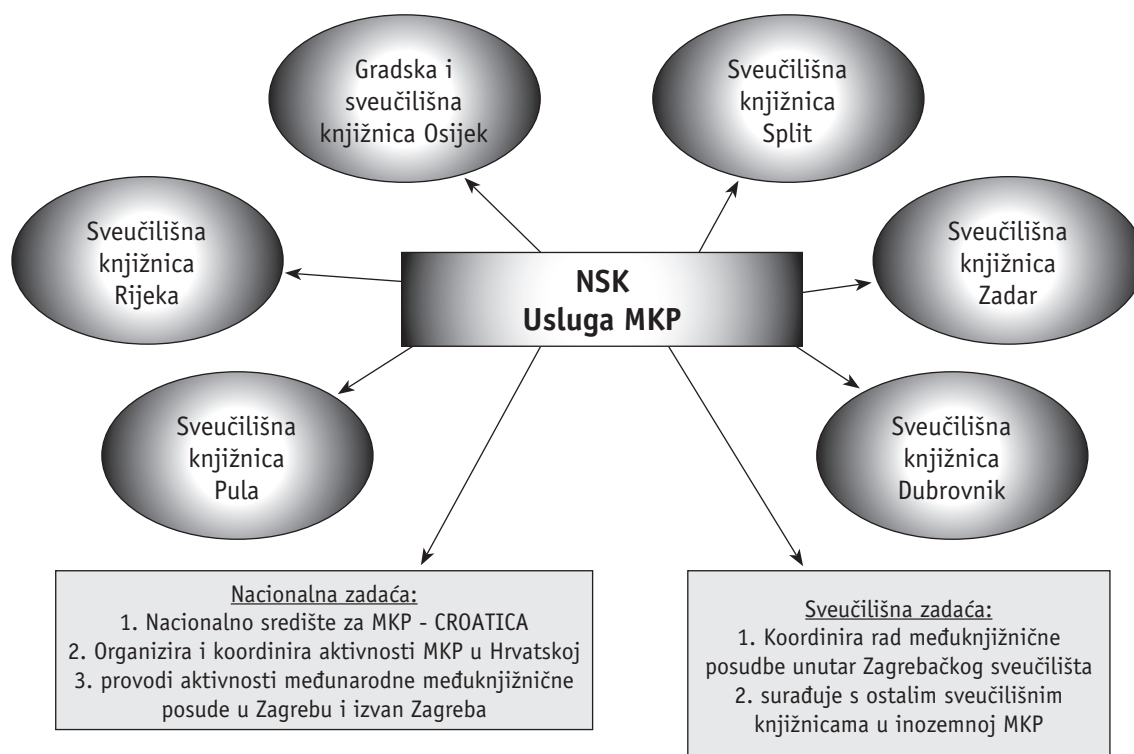 Gradska i
sveučilišna
knjižnica Osijek
Sveučilišna
knjižnica
Split
Sveučilišna
knjižnica
Rijeka
NSK
Usluga MKP
Sveučilišna
knjižnica
Zadar
Sveučilišna
knjižnica
Pula
Sveučilišna
knjižnica
Dubrovnik
Nacionalna zadaća:
1. Nacionalno središte za MKP - CROATICA
2. Organizira i koordinira aktivnosti MKP u Hrvatskoj
3. provodi aktivnosti međunarodne međuknjižnične
posude u Zagrebu i izvan Zagreba
Sveučilišna zadaća:
1. Koordinira rad međuknjižnične
posudbe unutar Zagrebačkog sveučilišta
2. surađuje s ostalim sveučilišnim
knjižnicama u inozemnoj MKP